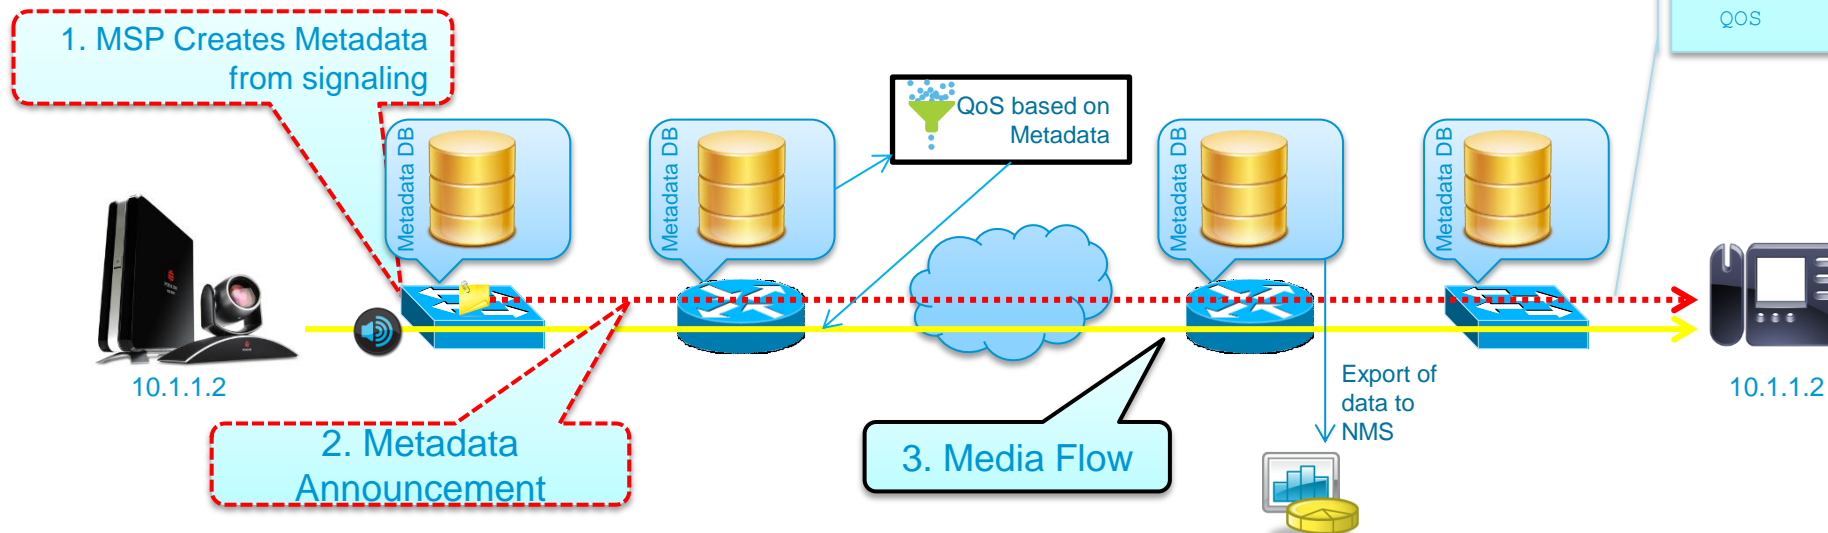 QOS
1. MSP Creates Metadata
from signaling
QoS based on
Metadata
Metadata DB
Metadata DB
Metadata DB
Metadata DB
10.1.1.2
10.1.1.2
Export of
data to
NMS
2. Metadata
Announcement
3. Media Flow